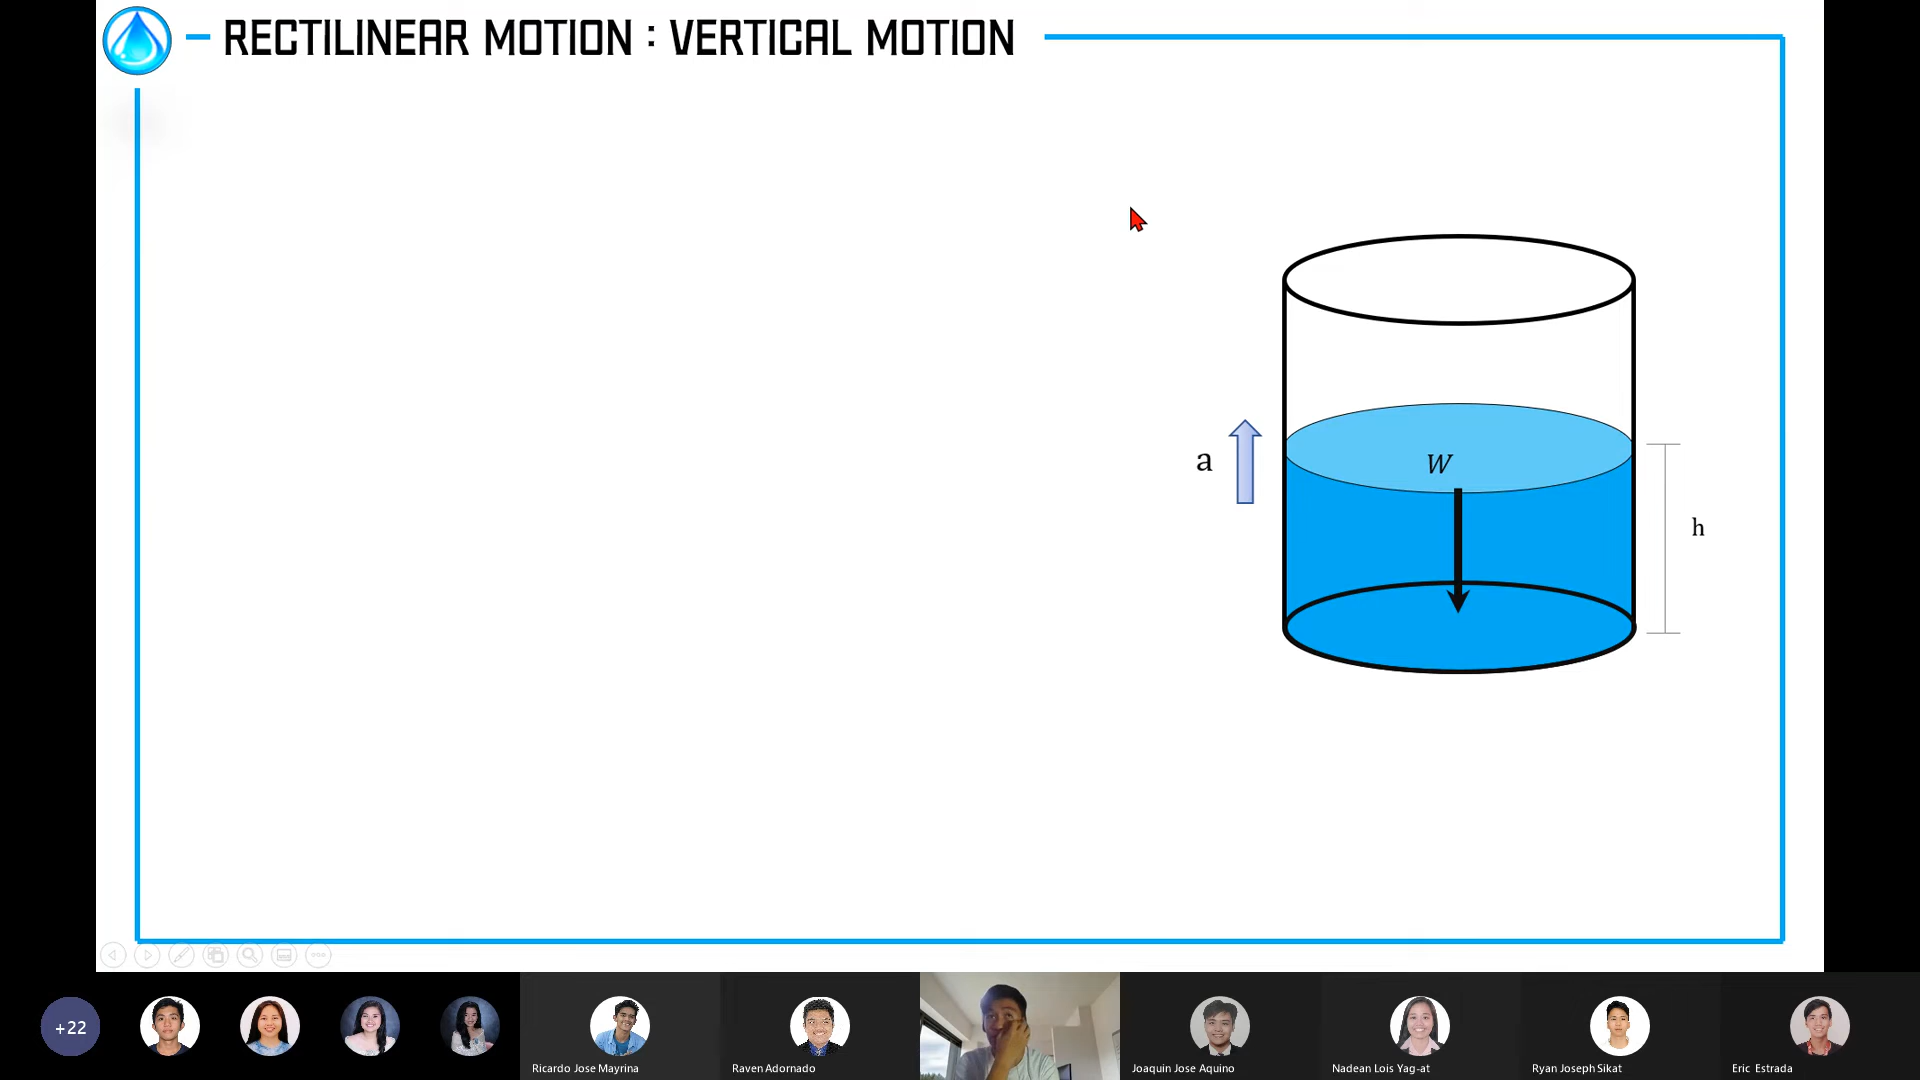 RECTILINEAR MOTION : VERTICAL MOTION
a
W
h
+22
Ricardo Jose Mayrina
Raven Adornado
Joaquin Jose Aquino
Nadean Lois Yag-at
Ryan Joseph Sikat
Eric Estrada